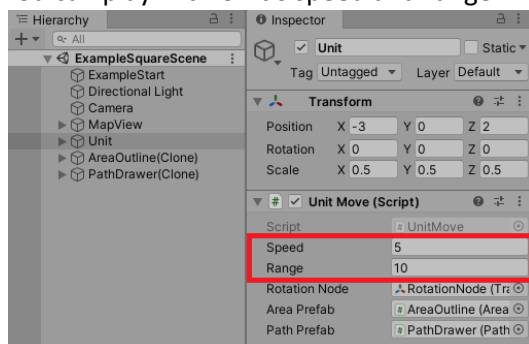 Hierarchy
All
ExampleSquareScene
ExampleStart
Directional Light
Camera
MapView
Unit
AreaOutline(Clone)
PathDrawer(Clone)
Inspector
Unit Static
Tag Untagged Layer Default
Transform
Position X -3 Y 0 Z 2
Rotation X 0 Y 0 Z 0
Scale X 0.5 Y 0.5 Z 0.5
# Unit Move (Script)
Script # UnitMove
Speed 5
Range 10
Rotation Node RotationNode (Tra
Area Prefab # AreaOutline (Area
Path Prefab # PathDrawer (Path